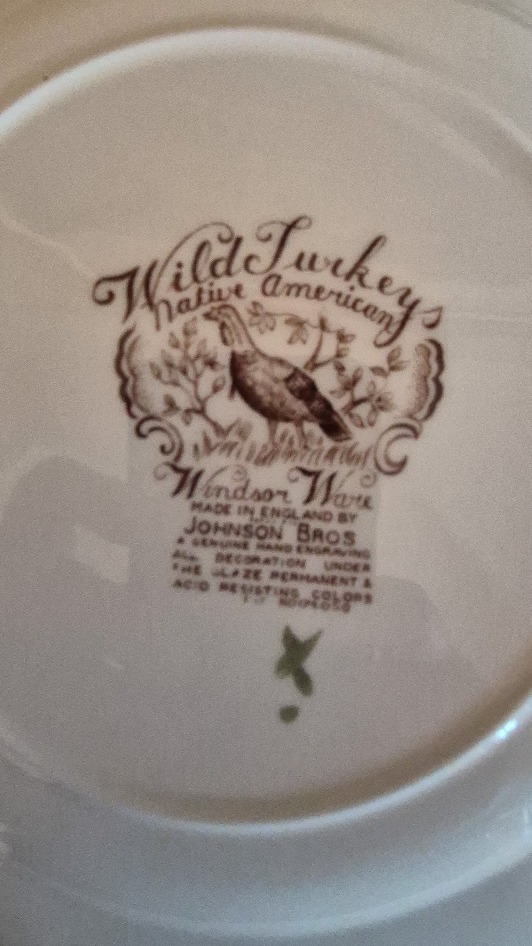 Wild Turkeys
Native American
Windsor Ware
MADE IN ENGLAND BY
JOHNSON BROS
A GENUINE HAND ENGRAVING
ALL DECORATION UNDER
THE GLAZE PERMANENT &
ACID RESISTING COLORS